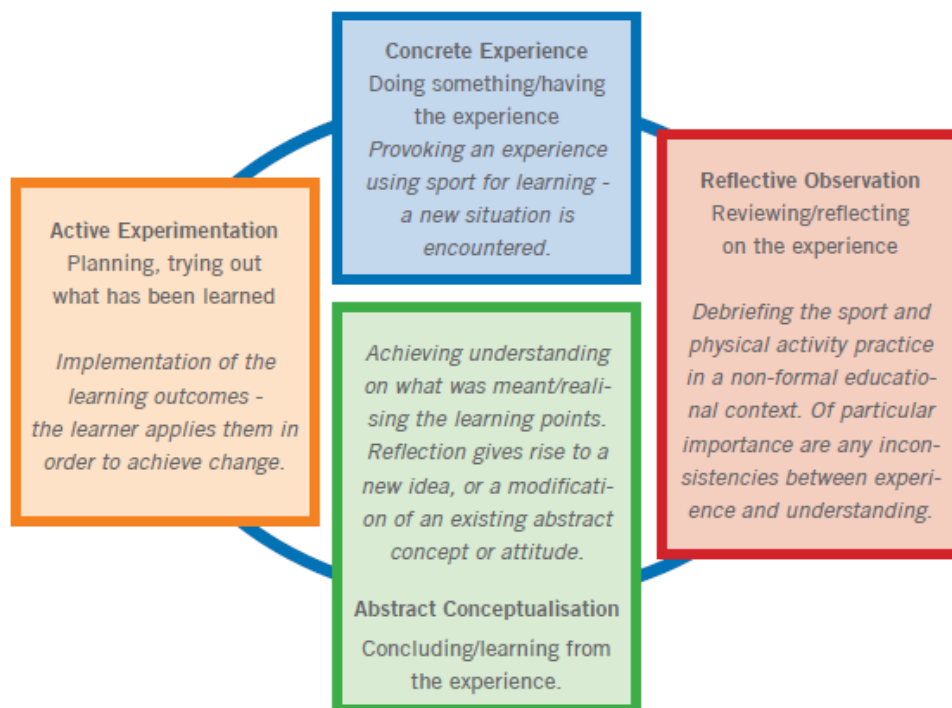 Concrete Experience
Doing something/having
the experience
Provoking an experience
using sport for learning -
a new situation is
encountered.
Reflective Observation
Reviewing/reflecting
on the experience
Debriefing the sport and
physical activity practice
in a non-formal educatio-
nal context. Of particular
importance are any incon-
sistencies between experi-
ence and understanding.
Achieving understanding
on what was meant/reali-
sing the learning points.
Reflection gives rise to a
new idea, or a modificati-
on of an existing abstract
concept or attitude.
Abstract Conceptualisation
Concluding/learning from
the experience.
Active Experimentation
Planning, trying out
what has been learned
Implementation of the
learning outcomes -
the learner applies them in
order to achieve change.